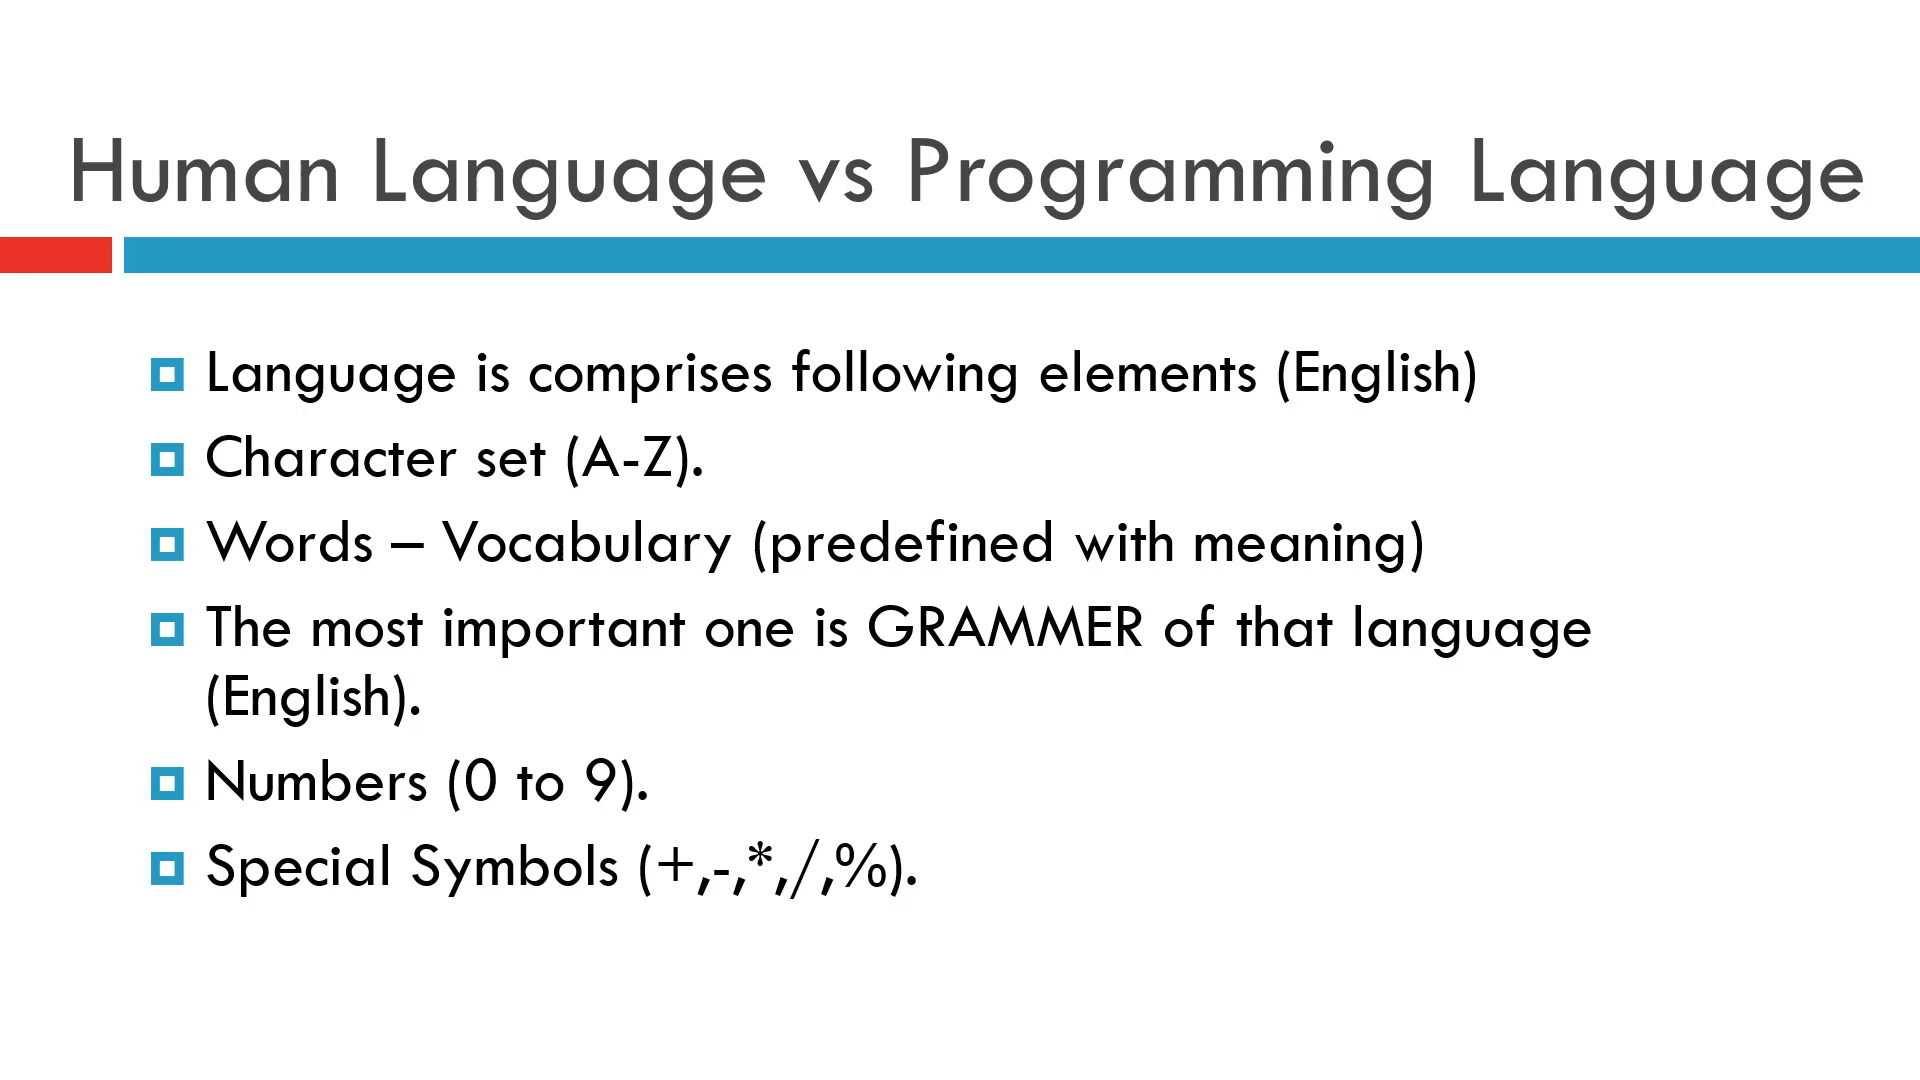 Human Language vs Programming Language
Language is comprises following elements (English)
Character set (A-Z).
Words – Vocabulary (predefined with meaning)
The most important one is GRAMMER of that language
(English).
Numbers (0 to 9).
Special Symbols (+,-,*,/,%).